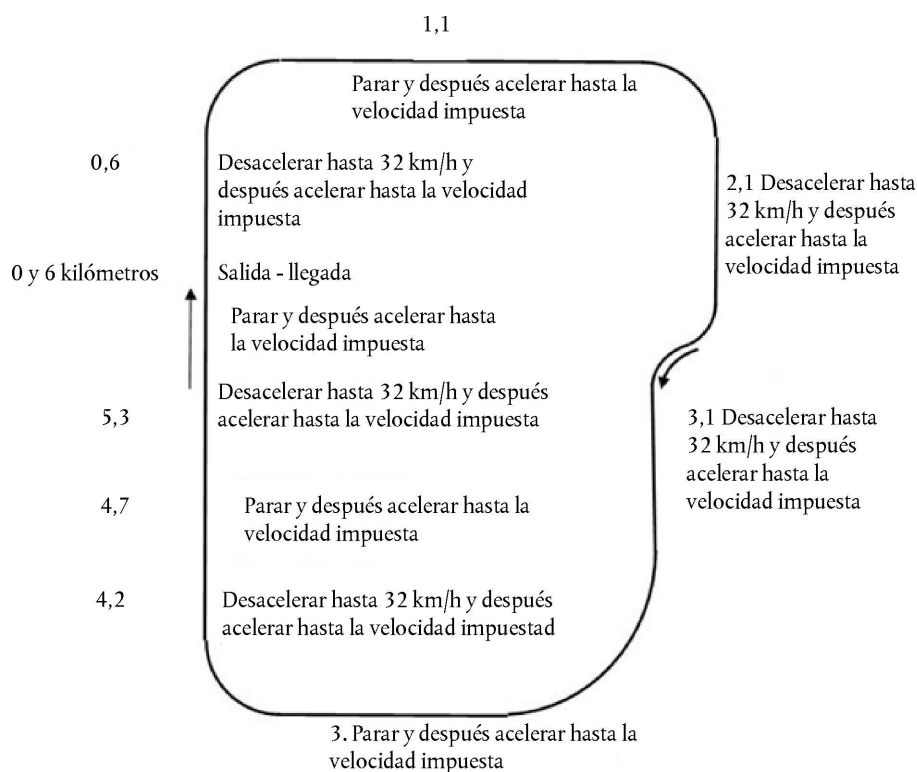 1,1
Parar y después acelerar hasta la
velocidad impuesta
0,6
Desacelerar hasta 32 km/h y
después acelerar hasta la velocidad
impuesta
2,1 Desacelerar hasta
32 km/h y después
acelerar hasta la
velocidad impuesta
0 y 6 kilómetros
Salida - llegada
Parar y después acelerar hasta
la velocidad impuesta
5,3
Desacelerar hasta 32 km/h y después
acelerar hasta la velocidad impuesta
3,1 Desacelerar hasta
32 km/h y después
acelerar hasta la
velocidad impuesta
4,7
Parar y después acelerar hasta la
velocidad impuesta
4,2
Desacelerar hasta 32 km/h y después
acelerar hasta la velocidad impuestad
3. Parar y después acelerar hasta la
velocidad impuesta